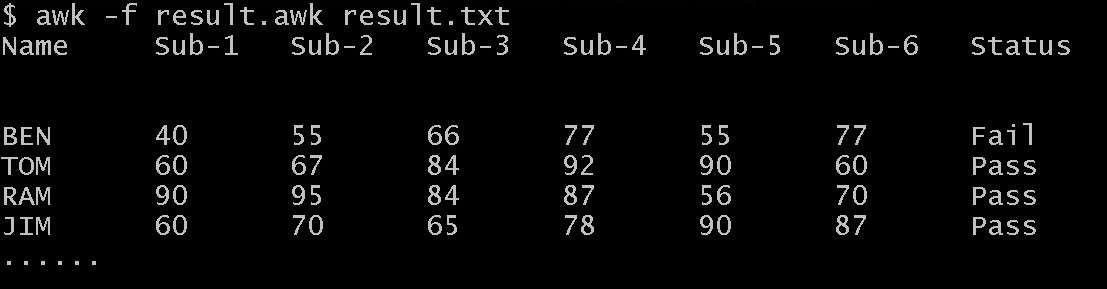 $ awk -f result.awk result.txt
Name Sub-1 Sub-2 Sub-3 Sub-4 Sub-5 Sub-6 Status
BEN 40 55 66 77 55 77 Fail
TOM 60 67 84 92 90 60 Pass
RAM 90 95 84 87 56 70 Pass
JIM 60 70 65 78 90 87 Pass
......